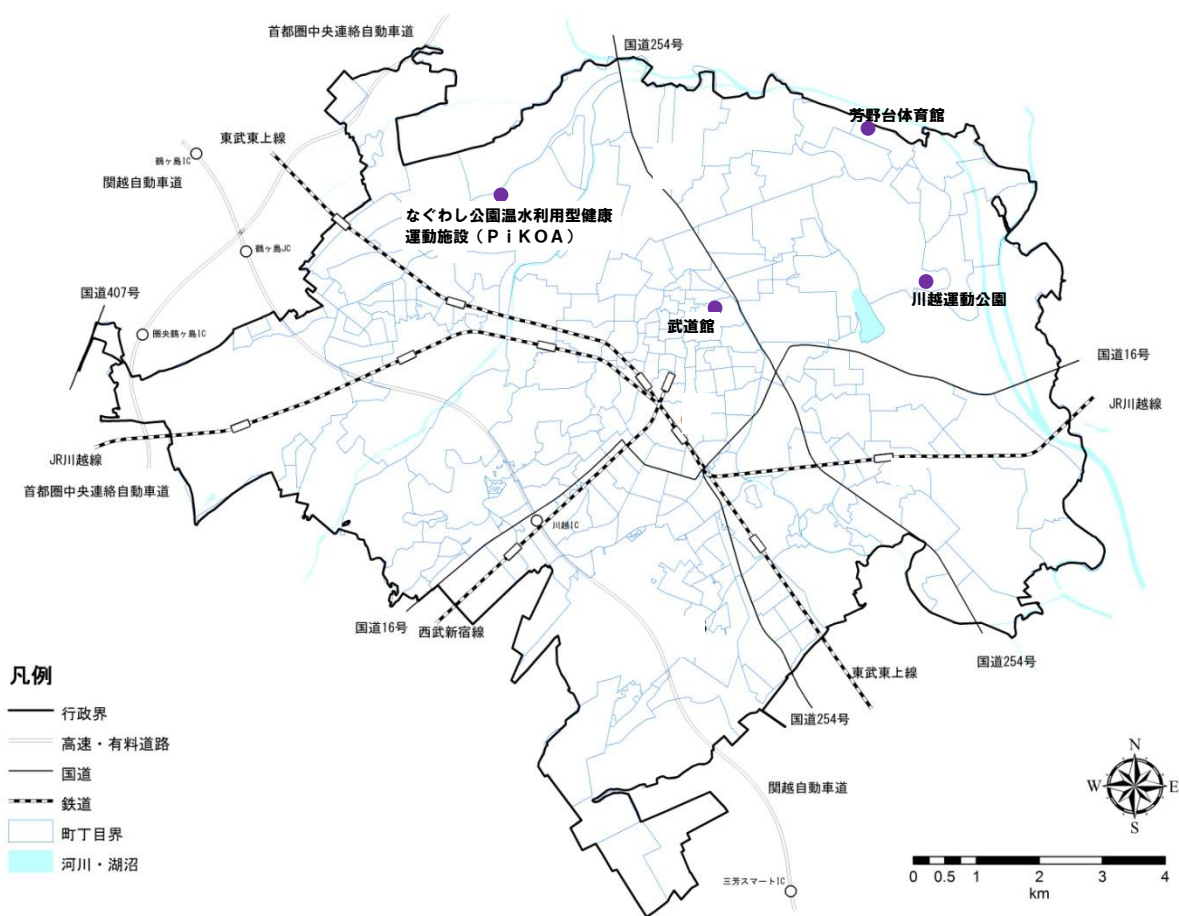 首都圏中央連絡自動車道
国道254号
芳野台体育館
東武東上線
鶴ヶ島IC
関越自動車道
なぐわし公園温水利用型健康
運動施設（ＰｉＫＯＡ）
鶴ヶ島JC
国道407号
川越運動公園
武道館
圏央鶴ヶ島IC
国道16号
JR川越線
JR川越線
首都圏中央連絡自動車道
川越IC
国道16号
西武新宿線
国道254号
東武東上線
国道254号
関越自動車道
三芳スマートIC
凡例
行政界
高速・有料道路
国道
鉄道
町丁目界
河川・湖沼
N
W
E
S
0 0.5 1 2 3 4
km